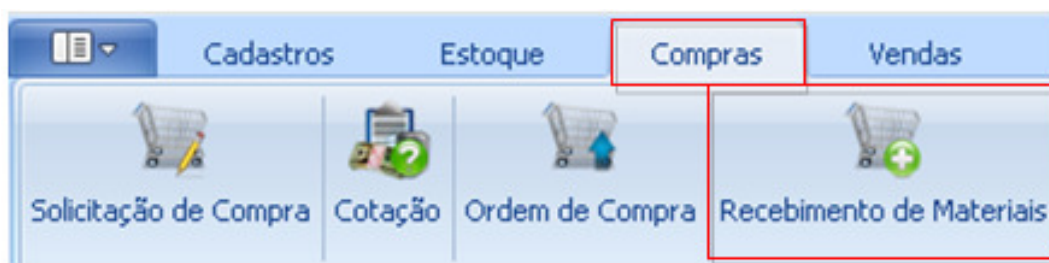 Cadastros Estoque Compras Vendas
Solicitação de Compra Cotação Ordem de Compra Recebimento de Materiais